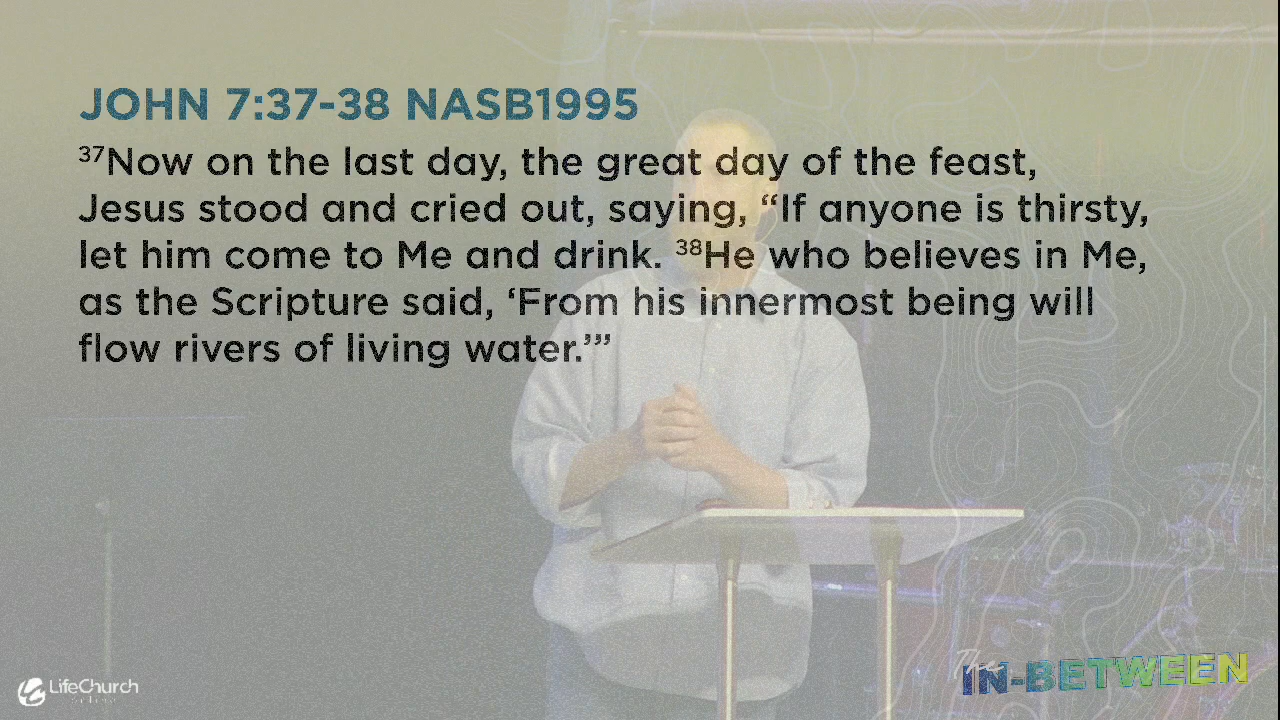 JOHN 7:37-38 NASB1995
³⁷Now on the last day, the great day of the feast,
Jesus stood and cried out, saying, “If anyone is thirsty,
let him come to Me and drink. ³⁸He who believes in Me,
as the Scripture said, ‘From his innermost being will
flow rivers of living water.’”
LifeChurch
The
IN-BETWEEN